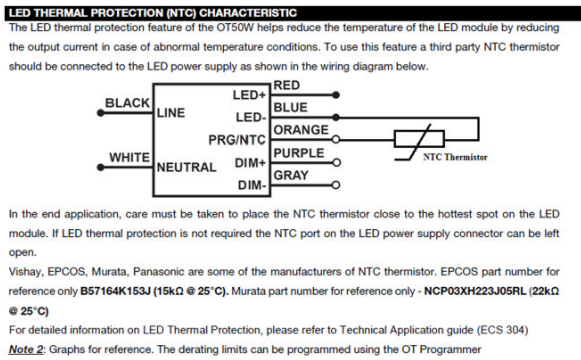 LED THERMAL PROTECTION (NTC) CHARACTERISTIC
The LED thermal protection feature of the OT50W helps reduce the temperature of the LED module by reducing
the output current in case of abnormal temperature conditions. To use this feature a third party NTC thermistor
should be connected to the LED power supply as shown in the wiring diagram below.
BLACK
LINE
WHITE
NEUTRAL
LED+
RED
LED-
BLUE
PRG/NTC
ORANGE
DIM+
PURPLE
DIM-
GRAY
NTC Thermistor
In the end application, care must be taken to place the NTC thermistor close to the hottest spot on the LED
module. If LED thermal protection is not required the NTC port on the LED power supply connector can be left
open.
Vishay, EPCOS, Murata, Panasonic are some of the manufacturers of NTC thermistor. EPCOS part number for
reference only B57164K153J (15kΩ @ 25°C). Murata part number for reference only - NCP03XH223J05RL (22kΩ
@ 25°C)
For detailed information on LED Thermal Protection, please refer to Technical Application guide (ECS 304)
Note 2: Graphs for reference. The derating limits can be programmed using the OT Programmer